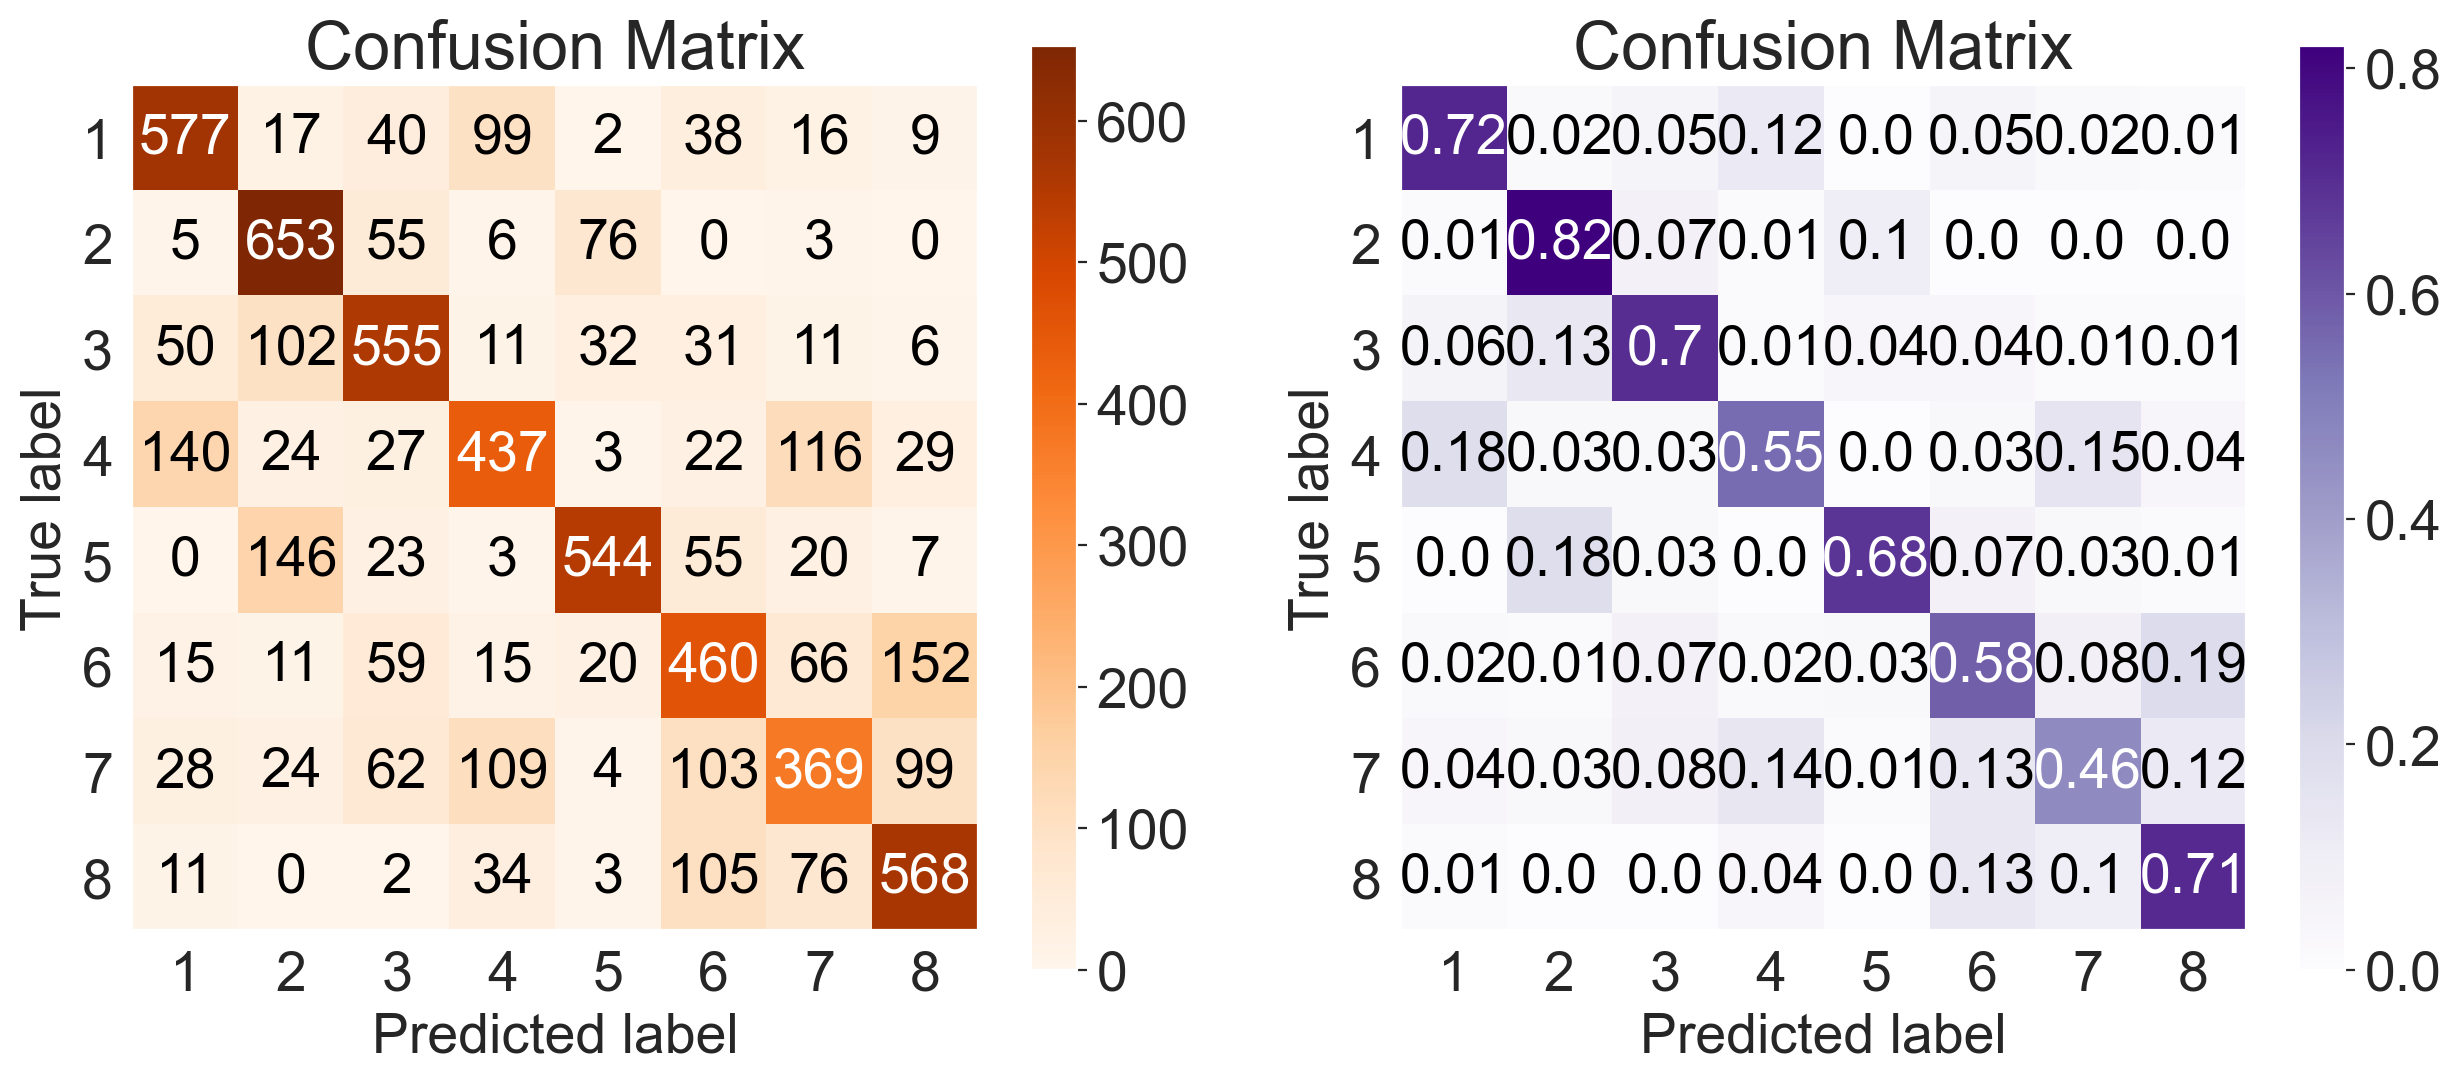 Confusion Matrix
True label
1 577 17 40 99 2 38 16 9
2 5 653 55 6 76 0 3 0
3 50 102 555 11 32 31 11 6
4 140 24 27 437 3 22 116 29
5 0 146 23 3 544 55 20 7
6 15 11 59 15 20 460 66 152
7 28 24 62 109 4 103 369 99
8 11 0 2 34 3 105 76 568
1 2 3 4 5 6 7 8
Predicted label
600
500
400
300
200
100
0
Confusion Matrix
True label
1 0.72 0.02 0.05 0.12 0.0 0.05 0.02 0.01
2 0.01 0.82 0.07 0.01 0.1 0.0 0.0 0.0
3 0.06 0.13 0.7 0.01 0.04 0.04 0.01 0.01
4 0.18 0.03 0.03 0.55 0.0 0.03 0.15 0.04
5 0.0 0.18 0.03 0.0 0.68 0.07 0.03 0.01
6 0.02 0.01 0.07 0.02 0.03 0.58 0.08 0.19
7 0.04 0.03 0.08 0.14 0.01 0.13 0.46 0.12
8 0.01 0.0 0.0 0.04 0.0 0.13 0.1 0.71
1 2 3 4 5 6 7 8
Predicted label
0.8
0.6
0.4
0.2
0.0